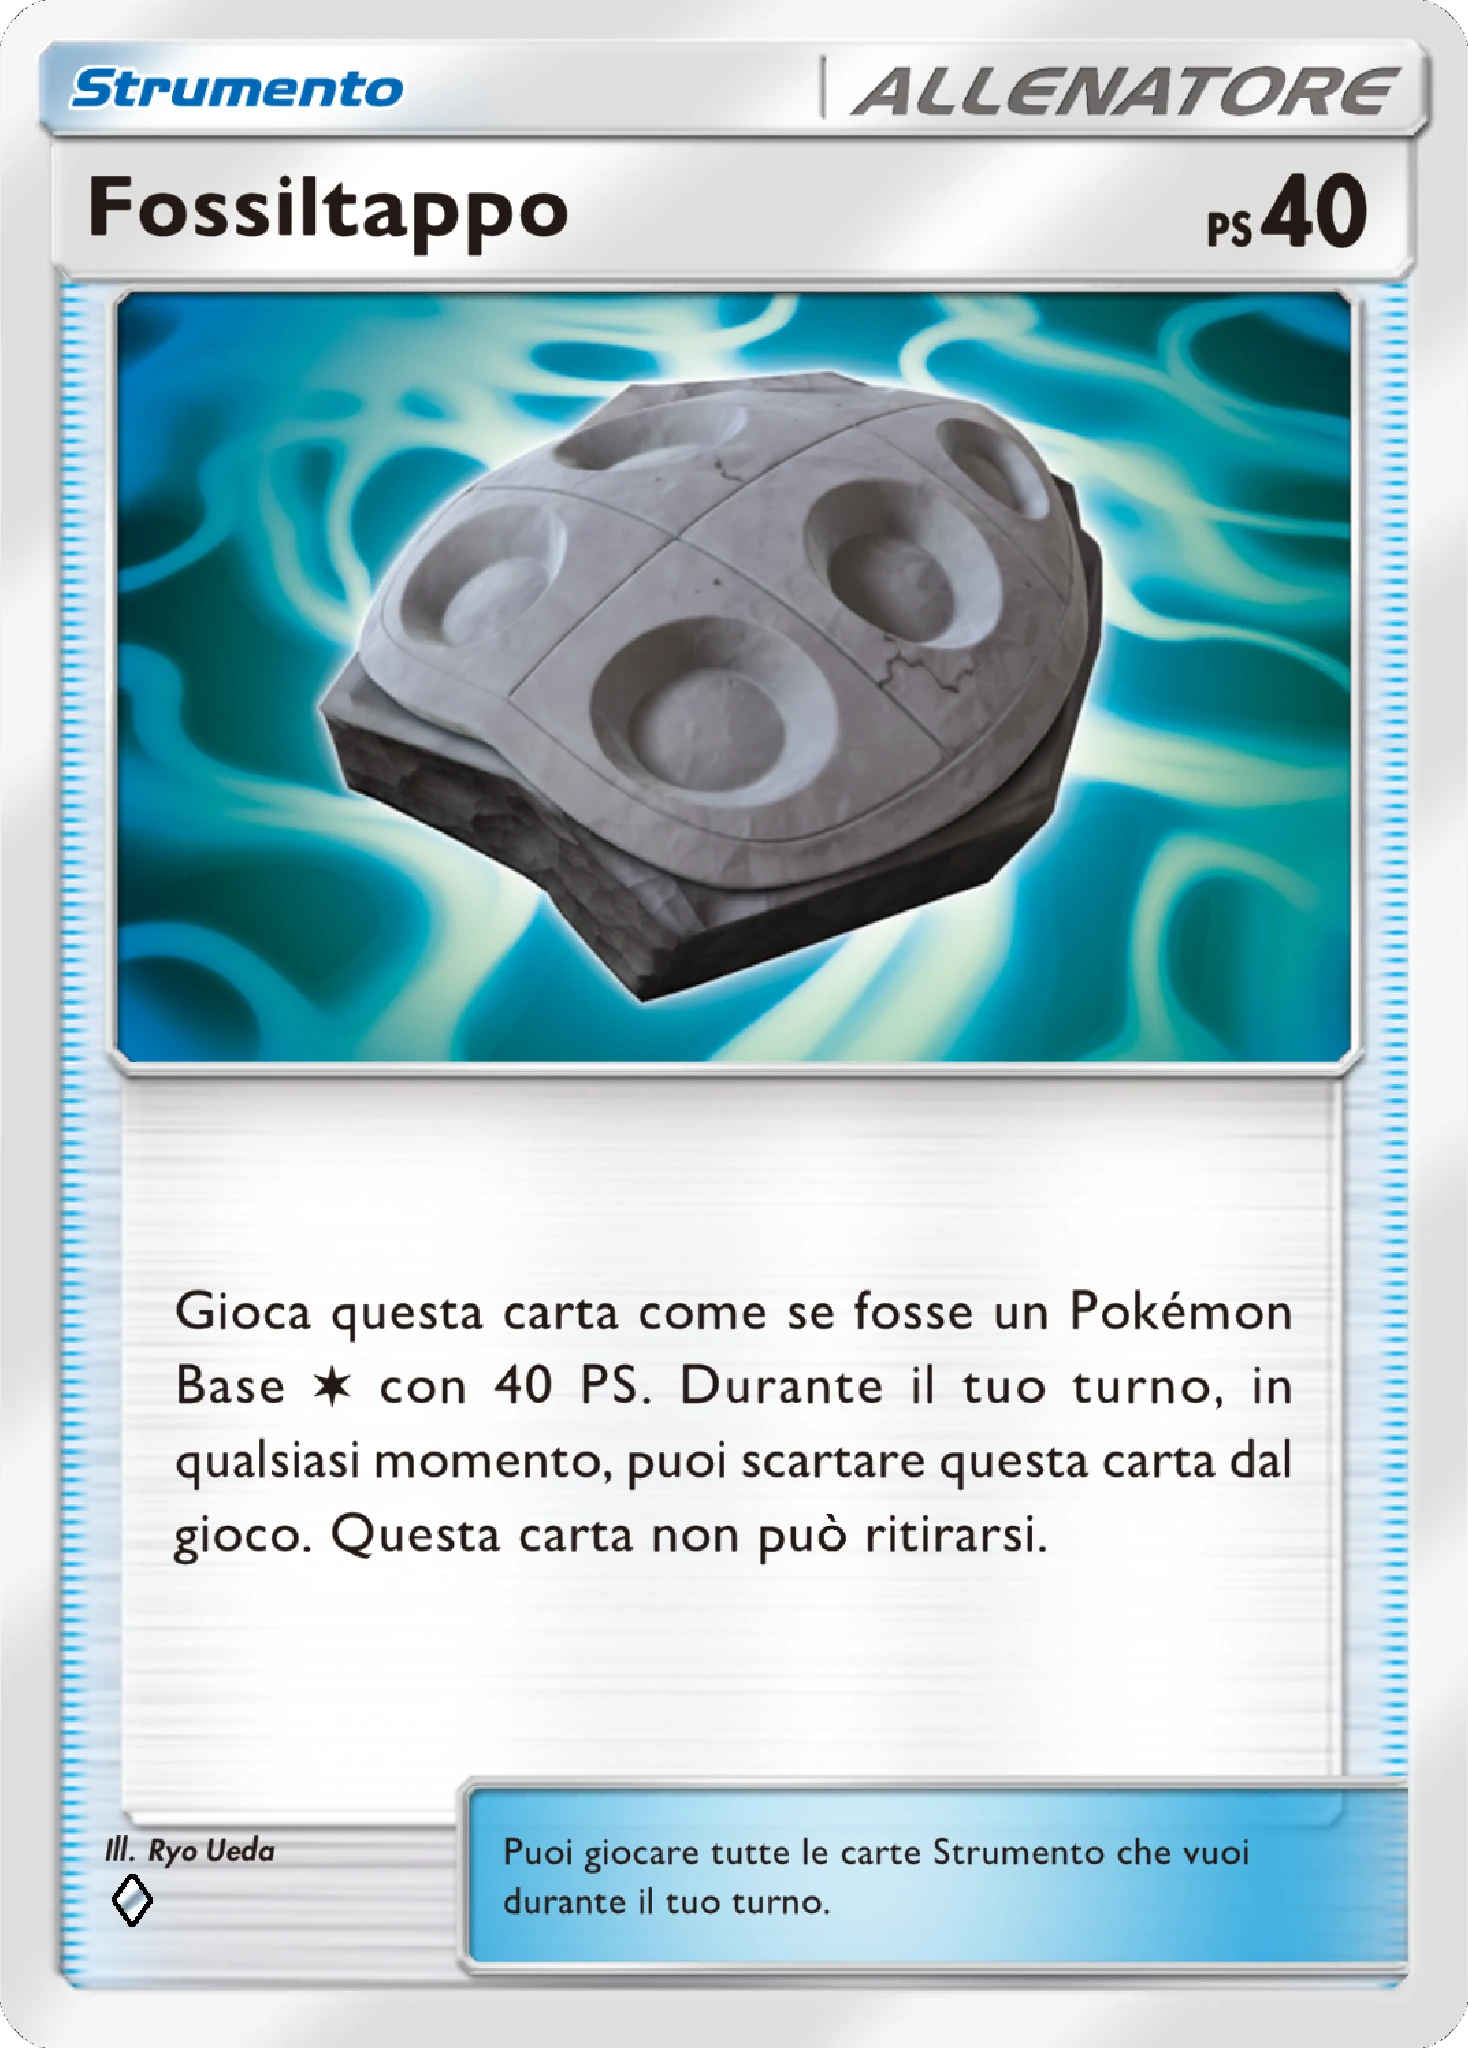 Strumento
ALLENATORE
Fossiltappo
PS 40
Gioca questa carta come se fosse un Pokémon
Base ✶ con 40 PS. Durante il tuo turno, in
qualsiasi momento, puoi scartare questa carta dal
gioco. Questa carta non può ritirarsi.
Ill. Ryo Ueda
Puoi giocare tutte le carte Strumento che vuoi
durante il tuo turno.